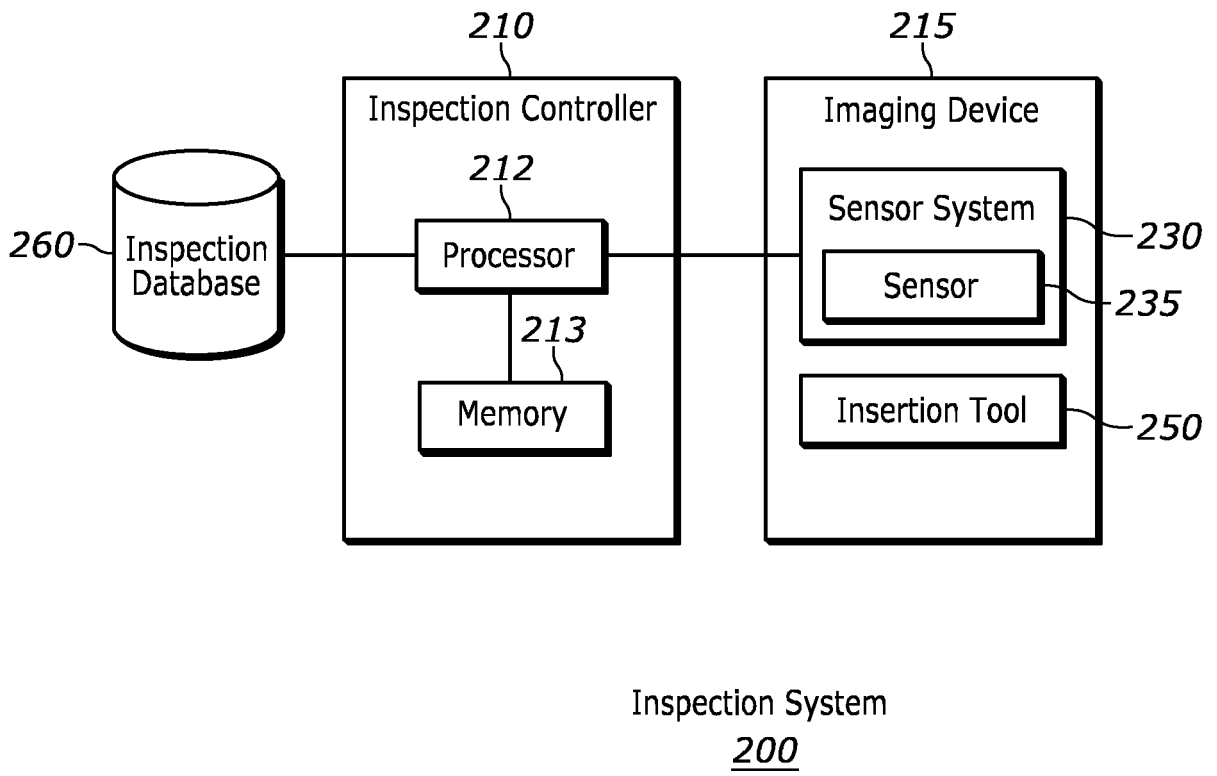 210
215
Inspection Controller
Imaging Device
212
Sensor System
230
260
Inspection
Database
Processor
Sensor
235
213
Memory
Insertion Tool
250
Inspection System
200